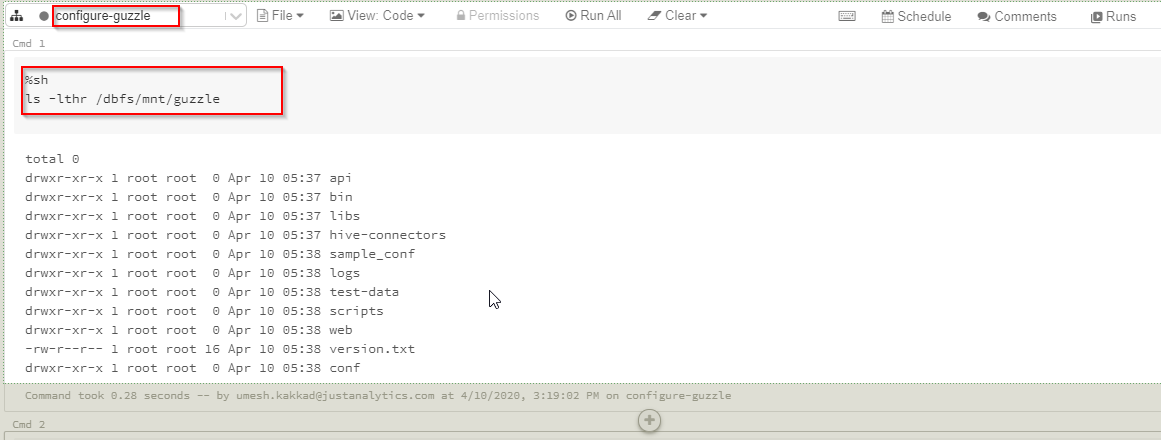 configure-guzzle File View: Code Permissions Run All Clear Schedule Comments Runs
Cmd 1
%sh
ls -lthr /dbfs/mnt/guzzle
total 0
drwxr-xr-x 1 root root  0 Apr 10 05:37 api
drwxr-xr-x 1 root root  0 Apr 10 05:37 bin
drwxr-xr-x 1 root root  0 Apr 10 05:37 libs
drwxr-xr-x 1 root root  0 Apr 10 05:37 hive-connectors
drwxr-xr-x 1 root root  0 Apr 10 05:38 sample_conf
drwxr-xr-x 1 root root  0 Apr 10 05:38 logs
drwxr-xr-x 1 root root  0 Apr 10 05:38 test-data
drwxr-xr-x 1 root root  0 Apr 10 05:38 scripts
drwxr-xr-x 1 root root  0 Apr 10 05:38 web
-rw-r--r-- 1 root root 16 Apr 10 05:38 version.txt
drwxr-xr-x 1 root root  0 Apr 10 05:38 conf
Command took 0.28 seconds -- by umesh.kakkad@justanalytics.com at 4/10/2020, 3:19:02 PM on configure-guzzle
Cmd 2